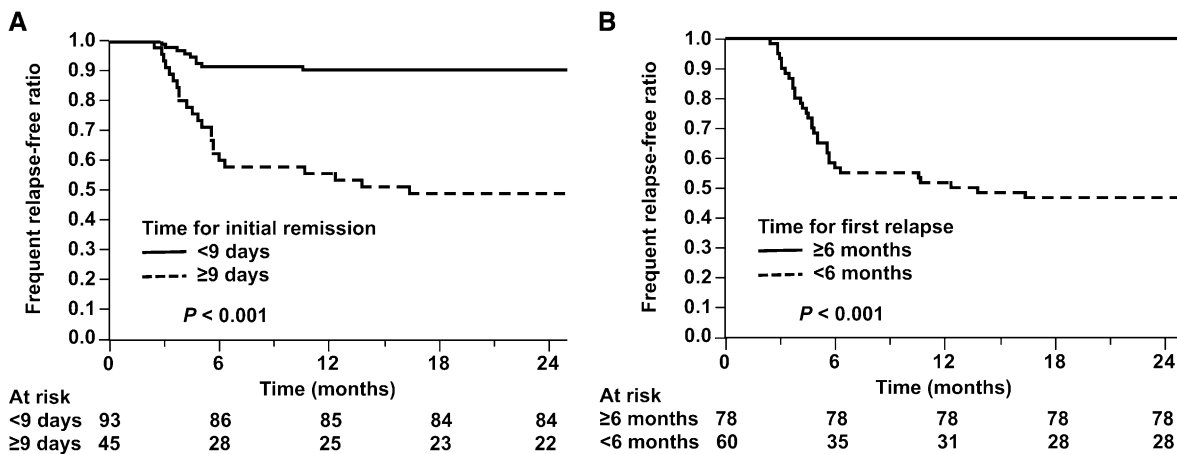 A
Frequent relapse-free ratio
1.0
0.9
0.8
0.7
0.6
0.5
0.4
0.3
0.2
0.1
0.0
Time for initial remission
<9 days
≥9 days
P < 0.001
0 6 12 18 24
Time (months)
At risk
<9 days 93 86 85 84 84
≥9 days 45 28 25 23 22
B
Frequent relapse-free ratio
1.0
0.9
0.8
0.7
0.6
0.5
0.4
0.3
0.2
0.1
0.0
Time for first relapse
≥6 months
<6 months
P < 0.001
0 6 12 18 24
Time (months)
At risk
≥6 months 78 78 78 78 78
<6 months 60 35 31 28 28